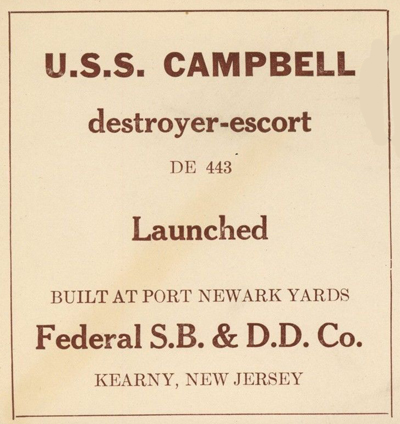 U.S.S. CAMPBELL
destroyer-escort
DE 443
Launched
BUILT AT PORT NEWARK YARDS
Federal S.B. & D.D. Co.
KEARNY, NEW JERSEY